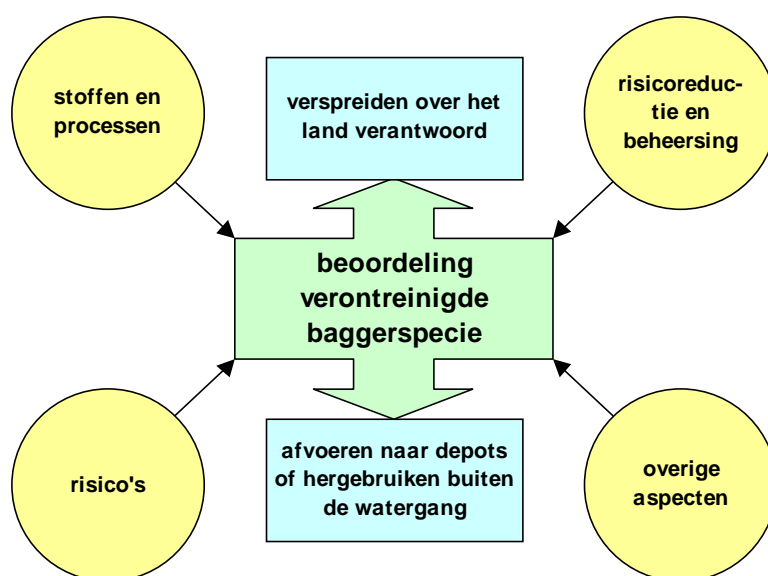 stoffen en
processen
verspreiden over het
land verantwoord
risicoreduc-
tie en
beheersing
beoordeling
verontreinigde
baggerspecie
risico's
afvoeren naar depots
of hergebruiken buiten
de watergang
overige
aspecten